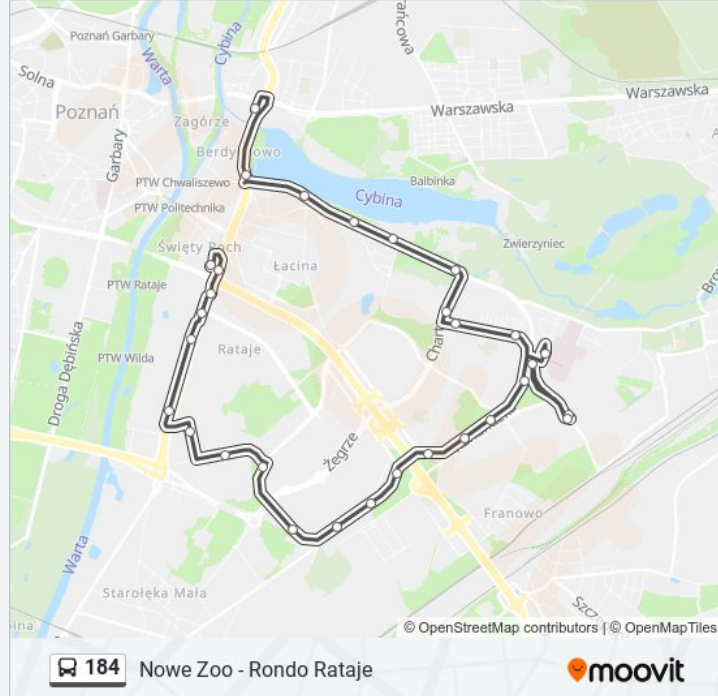 Poznań Garbary
Cybina
Warta
Solna
Poznań
Garbary
Zagórze
Warszawska
Warszawska
PTW Chwaliszewo
PTW Politechnika
Cybina
Balbinka
Zwierzyniec
Święty Roch
Łacina
PTW Rataje
Droga Dębińska
PTW Wilda
Rataje
Żegrze
Franowo
Warta
Starołęka Mała
© OpenStreetMap contributors | © OpenMapTiles
184 Nowe Zoo - Rondo Rataje
moovit